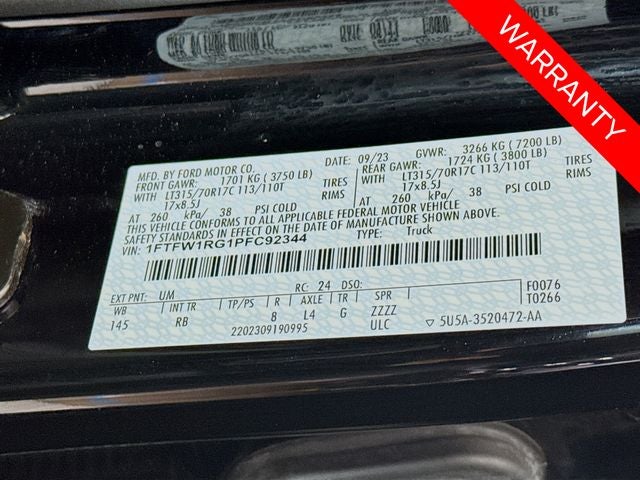 WARRANTY
MFD. BY FORD MOTOR CO. 09/23 GVWR: 3266 KG ( 7200 LB)
FRONT GAWR: 1701 KG ( 3750 LB) REAR GAWR: 1724 KG ( 3800 LB)
WITH LT315/70R17C 113/110T TIRES WITH LT315/70R17C 113/110T TIRES
17x8.5J RIMS 17x8.5J RIMS
AT 260 kPa/ 38 PSI COLD AT 260 kPa/ 38 PSI COLD
THIS VEHICLE CONFORMS TO ALL APPLICABLE FEDERAL MOTOR VEHICLE
SAFETY STANDARDS IN EFFECT ON THE DATE OF MANUFACTURE SHOWN ABOVE.
VIN: 1FTFW1RG1PFC92344 TYPE: Truck
EXT PNT: UM RC: 24 DSO: F0076
WB INT TR TP/PS R AXLE TR SPR T0266
145 RB 8 L4 G ZZZZ
2202309190995 ULC 5U5A-3520472-AA